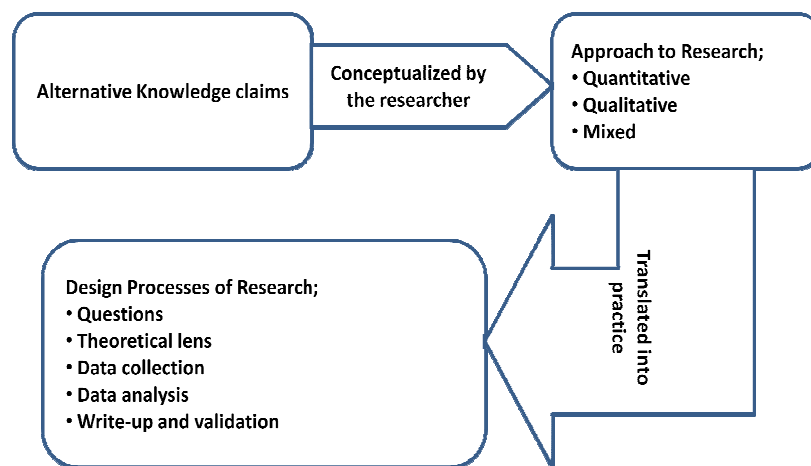 Alternative Knowledge claims
Conceptualized by
the researcher
Approach to Research;
• Quantitative
• Qualitative
• Mixed
Translated into
practice
Design Processes of Research;
• Questions
• Theoretical lens
• Data collection
• Data analysis
• Write-up and validation